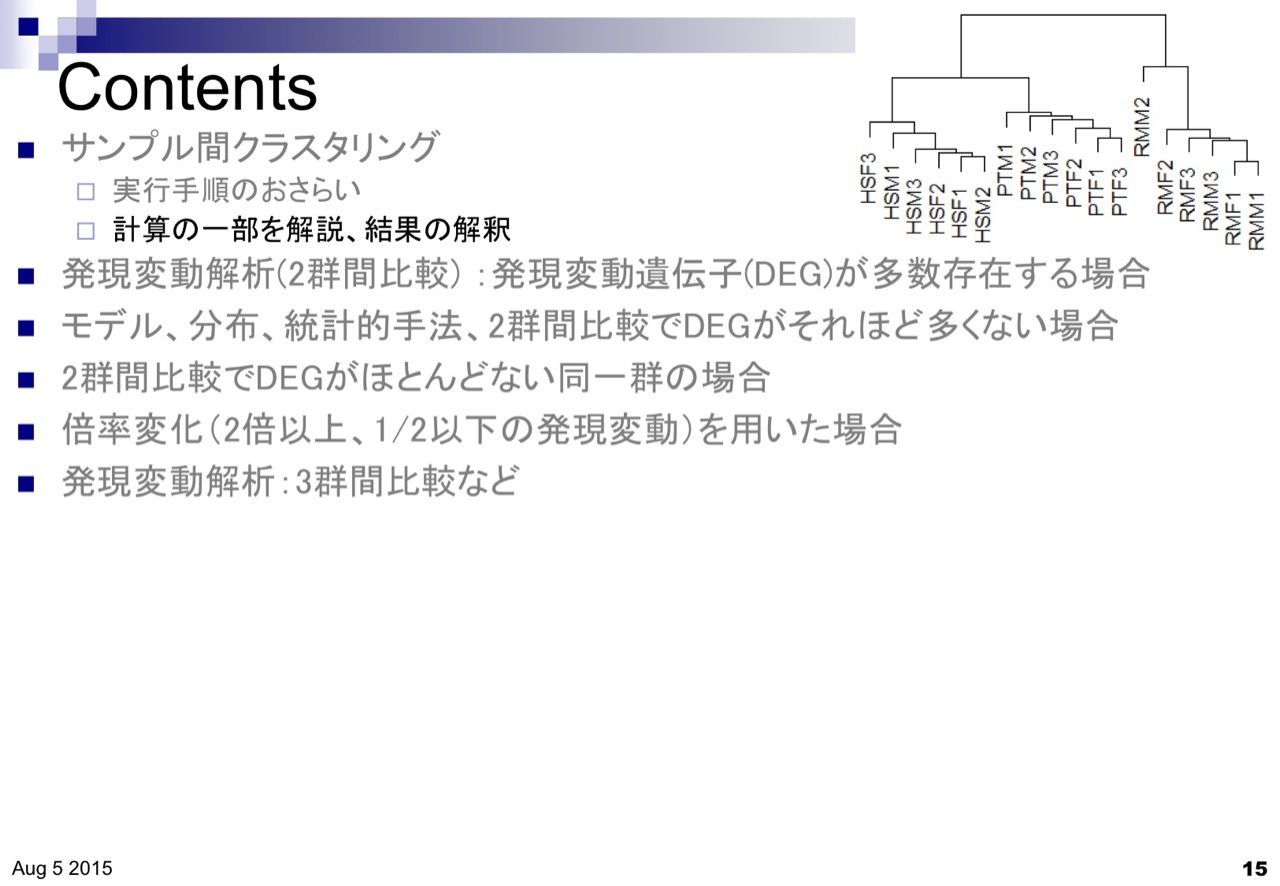 Contents
サンプル間クラスタリング
実行手順のおさらい
計算の一部を解説、結果の解釈
発現変動解析(2群間比較)：発現変動遺伝子(DEG)が多数存在する場合
モデル、分布、統計的手法、2群間比較でDEGがそれほど多くない場合
2群間比較でDEGがほとんどない同一群の場合
倍率変化（2倍以上、1/2以下の発現変動）を用いた場合
発現変動解析：3群間比較など
HSF3
HSM1
HSM3
HSF2
HSF1
HSM2
PTM1
PTM2
PTM3
PTF2
PTF1
PTF3
RMM2
RMF2
RMF3
RMM3
RMF1
RMM1
Aug 5 2015
15